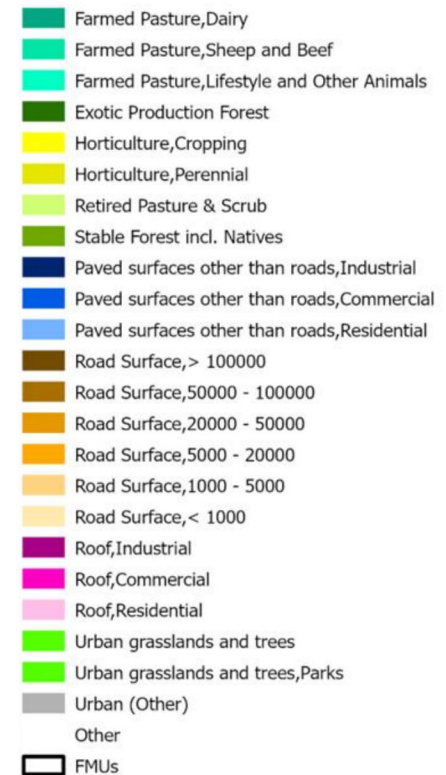 Farmed Pasture,Dairy
Farmed Pasture,Sheep and Beef
Farmed Pasture,Lifestyle and Other Animals
Exotic Production Forest
Horticulture,Cropping
Horticulture,Perennial
Retired Pasture & Scrub
Stable Forest incl. Natives
Paved surfaces other than roads,Industrial
Paved surfaces other than roads,Commercial
Paved surfaces other than roads,Residential
Road Surface,> 100000
Road Surface,50000 - 100000
Road Surface,20000 - 50000
Road Surface,5000 - 20000
Road Surface,1000 - 5000
Road Surface,< 1000
Roof,Industrial
Roof,Commercial
Roof,Residential
Urban grasslands and trees
Urban grasslands and trees,Parks
Urban (Other)
Other
FMUs